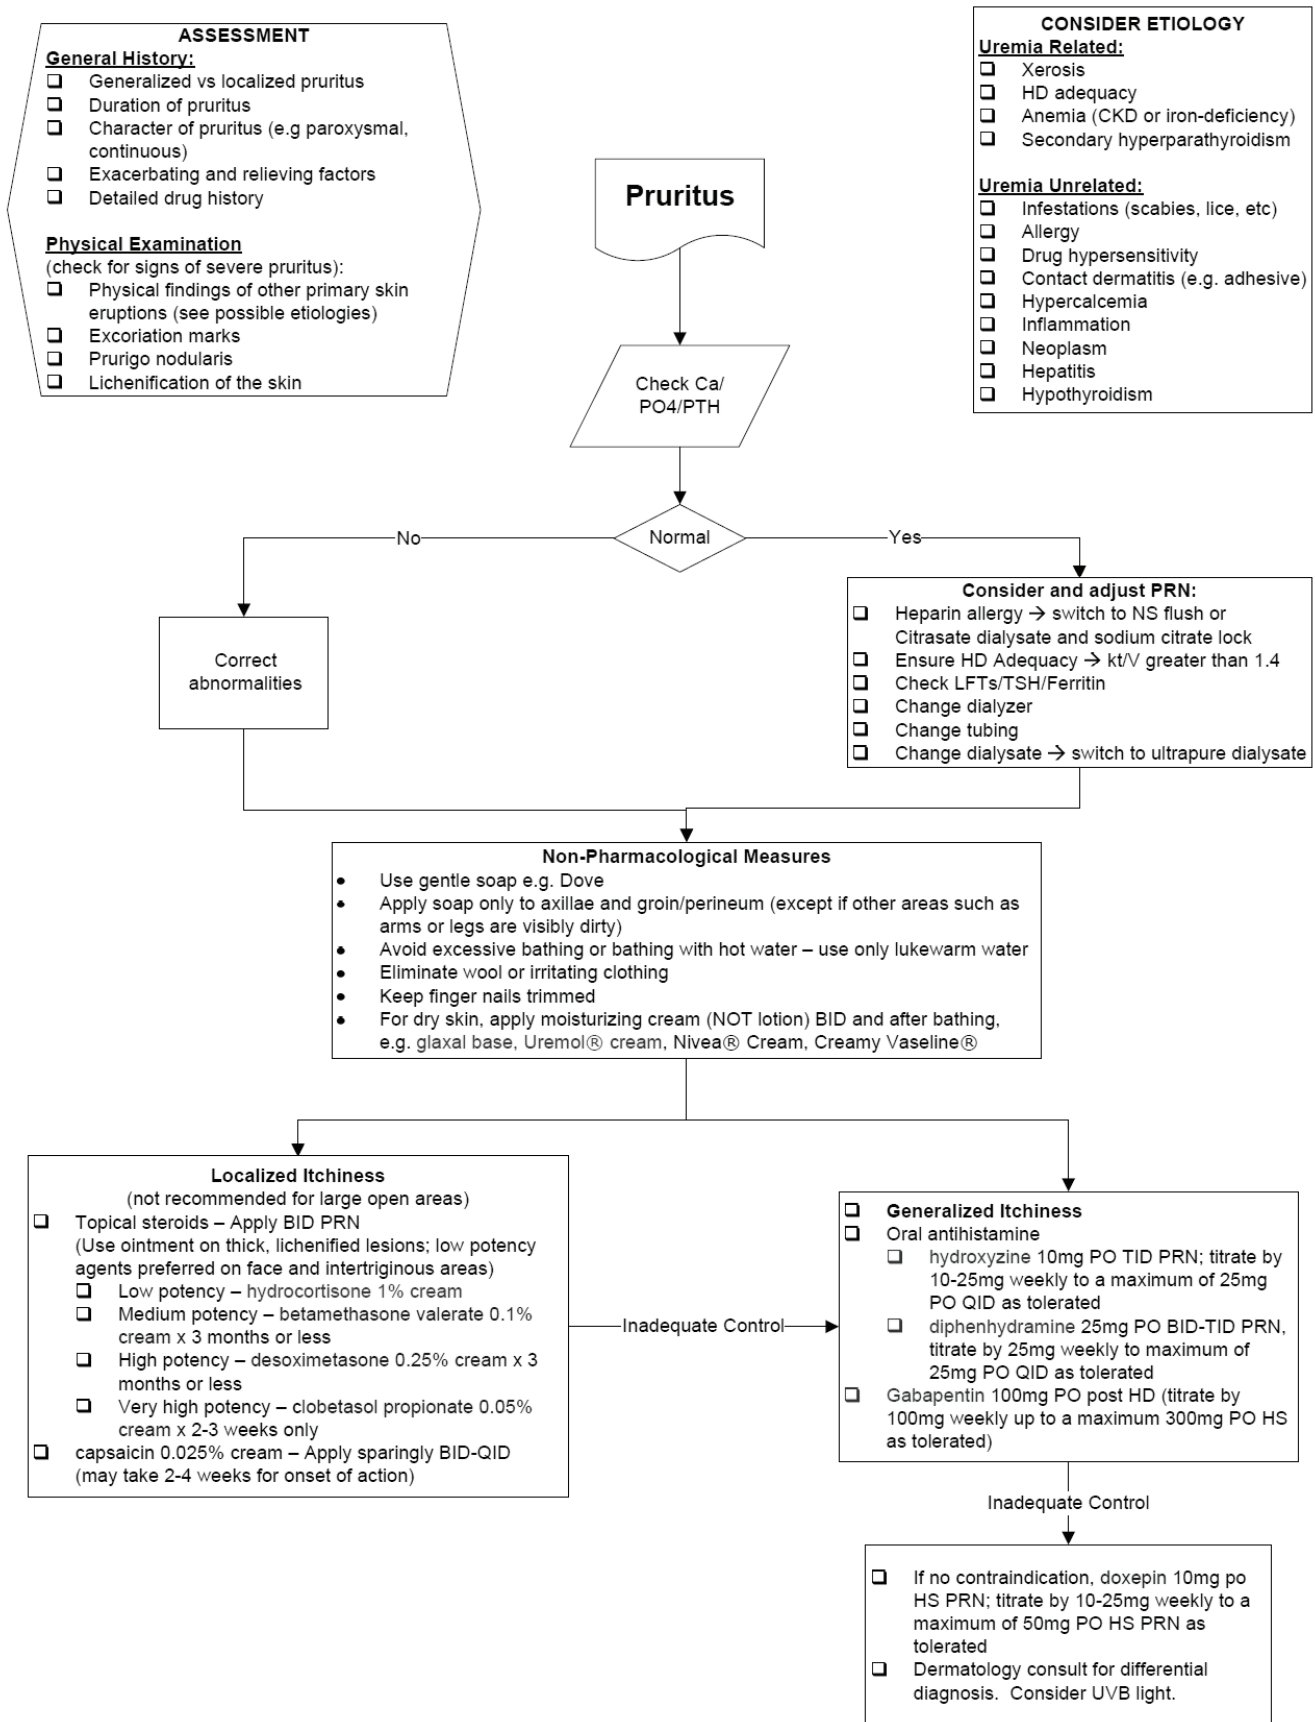 ASSESSMENT
General History:
❑ Generalized vs localized pruritus
❑ Duration of pruritus
❑ Character of pruritus (e.g paroxysmal,
continuous)
❑ Exacerbating and relieving factors
❑ Detailed drug history
Physical Examination
(check for signs of severe pruritus):
❑ Physical findings of other primary skin
eruptions (see possible etiologies)
❑ Excoriation marks
❑ Prurigo nodularis
❑ Lichenification of the skin
CONSIDER ETIOLOGY
Uremia Related:
❑ Xerosis
❑ HD adequacy
❑ Anemia (CKD or iron-deficiency)
❑ Secondary hyperparathyroidism
Uremia Unrelated:
❑ Infestations (scabies, lice, etc)
❑ Allergy
❑ Drug hypersensitivity
❑ Contact dermatitis (e.g. adhesive)
❑ Hypercalcemia
❑ Inflammation
❑ Neoplasm
❑ Hepatitis
❑ Hypothyroidism
Pruritus
Check Ca/
PO4/PTH
Normal
No
Yes
Correct
abnormalities
Consider and adjust PRN:
❑ Heparin allergy → switch to NS flush or
Citrasate dialysate and sodium citrate lock
❑ Ensure HD Adequacy → kt/V greater than 1.4
❑ Check LFTs/TSH/Ferritin
❑ Change dialyzer
❑ Change tubing
❑ Change dialysate → switch to ultrapure dialysate
Non-Pharmacological Measures
• Use gentle soap e.g. Dove
• Apply soap only to axillae and groin/perineum (except if other areas such as
arms or legs are visibly dirty)
• Avoid excessive bathing or bathing with hot water – use only lukewarm water
• Eliminate wool or irritating clothing
• Keep finger nails trimmed
• For dry skin, apply moisturizing cream (NOT lotion) BID and after bathing,
e.g. glaxal base, Uremol® cream, Nivea® Cream, Creamy Vaseline®
Localized Itchiness
(not recommended for large open areas)
❑ Topical steroids – Apply BID PRN
(Use ointment on thick, lichenified lesions; low potency
agents preferred on face and intertriginous areas)
❑ Low potency – hydrocortisone 1% cream
❑ Medium potency – betamethasone valerate 0.1%
cream x 3 months or less
❑ High potency – desoximetasone 0.25% cream x 3
months or less
❑ Very high potency – clobetasol propionate 0.05%
cream x 2-3 weeks only
❑ capsaicin 0.025% cream – Apply sparingly BID-QID
(may take 2-4 weeks for onset of action)
Inadequate Control
❑ Generalized Itchiness
❑ Oral antihistamine
❑ hydroxyzine 10mg PO TID PRN; titrate by
10-25mg weekly to a maximum of 25mg
PO QID as tolerated
❑ diphenhydramine 25mg PO BID-TID PRN,
titrate by 25mg weekly to maximum of
25mg PO QID as tolerated
❑ Gabapentin 100mg PO post HD (titrate by
100mg weekly up to a maximum 300mg PO HS
as tolerated)
Inadequate Control
❑ If no contraindication, doxepin 10mg po
HS PRN; titrate by 10-25mg weekly to a
maximum of 50mg PO HS PRN as
tolerated
❑ Dermatology consult for differential
diagnosis. Consider UVB light.